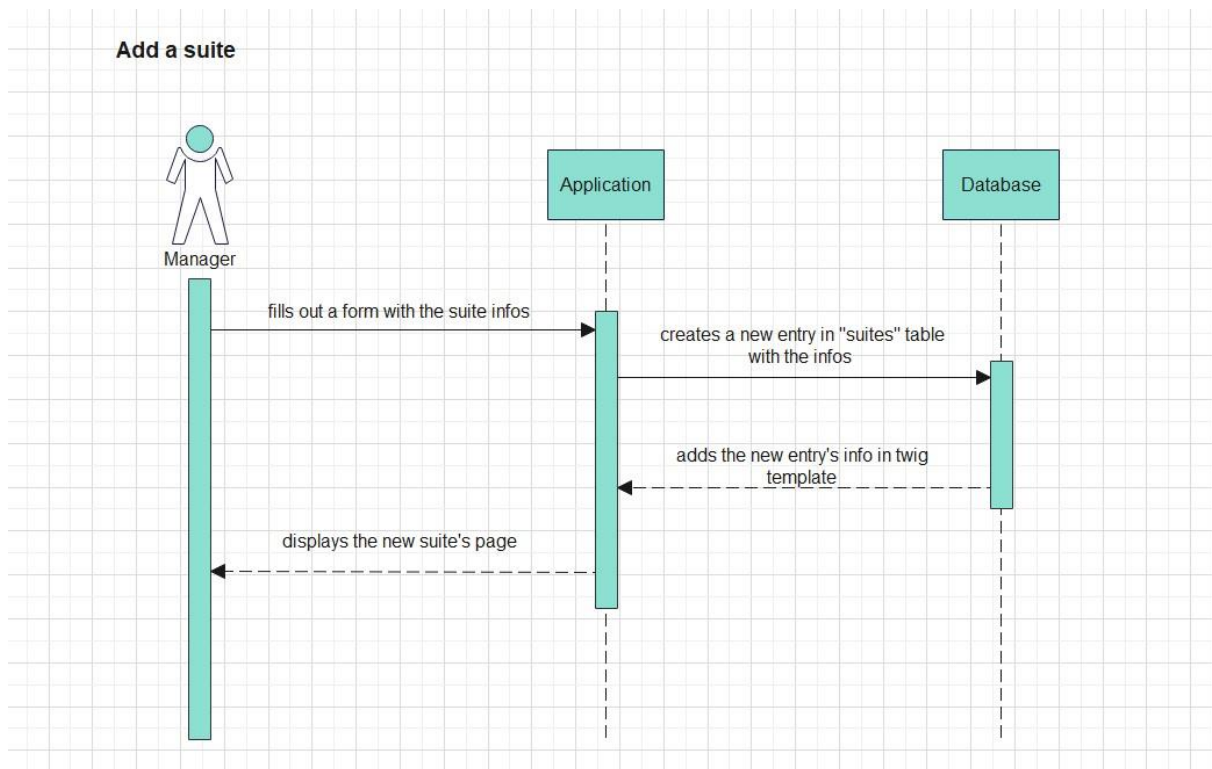 Add a suite
Application
Database
Manager
fills out a form with the suite infos
creates a new entry in "suites" table
with the infos
adds the new entry's info in twig
template
displays the new suite's page